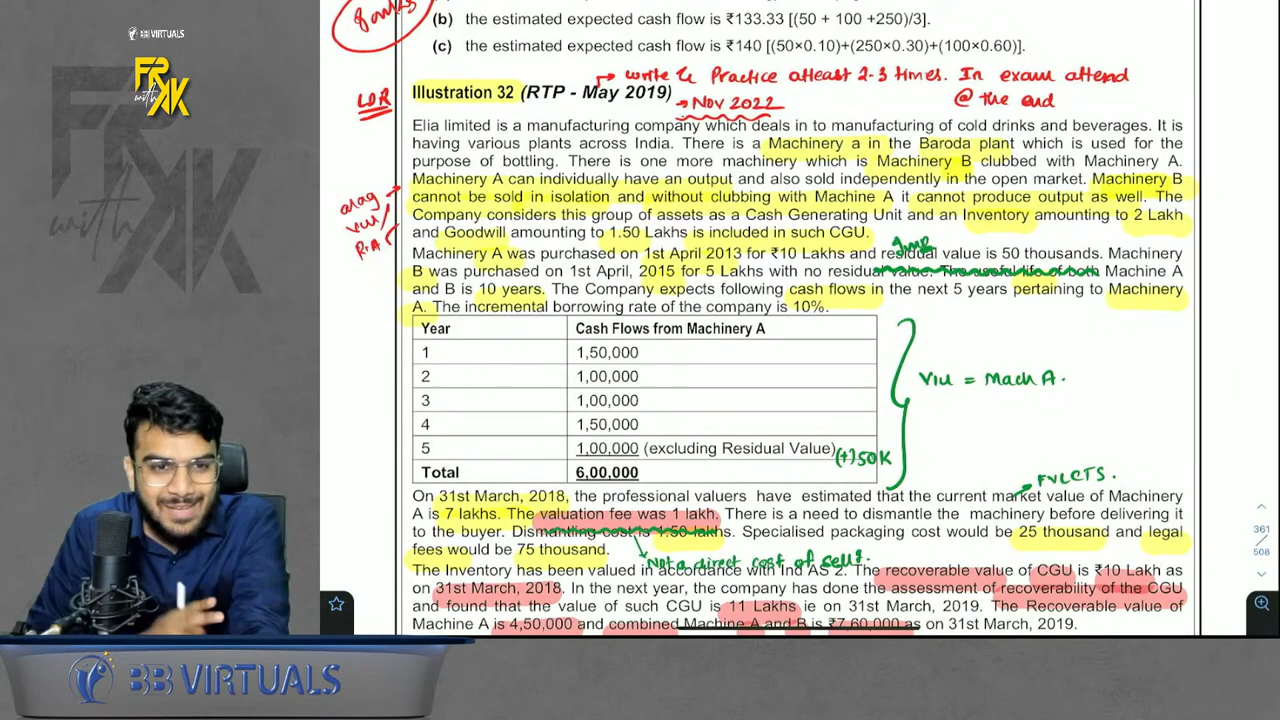 BB VIRTUALS
FR
with
AK
8 marks
(b) the estimated expected cash flow is ₹133.33 [(50 + 100 +250)/3].
(c) the estimated expected cash flow is ₹140 [(50×0.10)+(250×0.30)+(100×0.60)].
→ write & Practice atleast 2-3 times. In exam attend
@ the end
LDR
Illustration 32 (RTP - May 2019)
→ Nov 2022
Elia limited is a manufacturing company which deals in to manufacturing of cold drinks and beverages. It is
having various plants across India. There is a Machinery a in the Baroda plant which is used for the
purpose of bottling. There is one more machinery which is Machinery B clubbed with Machinery A.
Machinery A can individually have an output and also sold independently in the open market. Machinery B
cannot be sold in isolation and without clubbing with Machine A it cannot produce output as well. The
Company considers this group of assets as a Cash Generating Unit and an Inventory amounting to 2 Lakh
and Goodwill amounting to 1.50 Lakhs is included in such CGU.
alag
VIU
R.A
Machinery A was purchased on 1st April 2013 for ₹10 Lakhs and residual value is 50 thousands. Machinery
B was purchased on 1st April, 2015 for 5 Lakhs with no residual value. The useful life of both Machine A
and B is 10 years. The Company expects following cash flows in the next 5 years pertaining to Machinery
A. The incremental borrowing rate of the company is 10%.
Year Cash Flows from Machinery A
1 1,50,000
2 1,00,000
3 1,00,000
4 1,50,000
5 1,00,000 (excluding Residual Value) (+) 50K
Total 6,00,000
VIU = Mach A.
FVLCTS.
On 31st March, 2018, the professional valuers have estimated that the current market value of Machinery
A is 7 lakhs. The valuation fee was 1 lakh. There is a need to dismantle the machinery before delivering it
to the buyer. Dismantling cost is 1.50 lakhs. Specialised packaging cost would be 25 thousand and legal
fees would be 75 thousand.
Not a direct cost of sellg.
The Inventory has been valued in accordance with Ind AS 2. The recoverable value of CGU is ₹10 Lakh as
on 31st March, 2018. In the next year, the company has done the assessment of recoverability of the CGU
and found that the value of such CGU is 11 Lakhs ie on 31st March, 2019. The Recoverable value of
Machine A is 4,50,000 and combined Machine A and B is ₹7,60,000 as on 31st March, 2019.
361
508
BB VIRTUALS